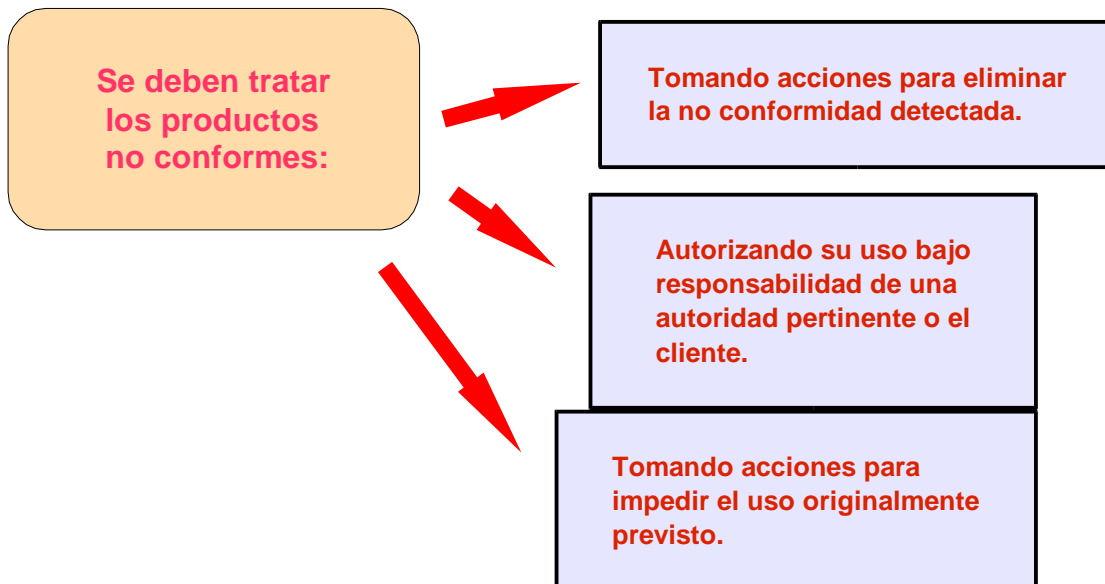 Se deben tratar
los productos
no conformes:
Tomando acciones para eliminar
la no conformidad detectada.
Autorizando su uso bajo
responsabilidad de una
autoridad pertinente o el
cliente.
Tomando acciones para
impedir el uso originalmente
previsto.